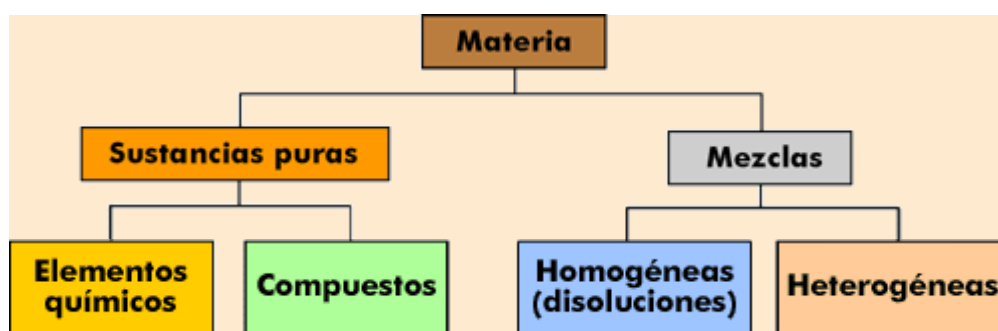 Materia
Sustancias puras
Mezclas
Elementos
químicos
Compuestos
Homogéneas
(disoluciones)
Heterogéneas